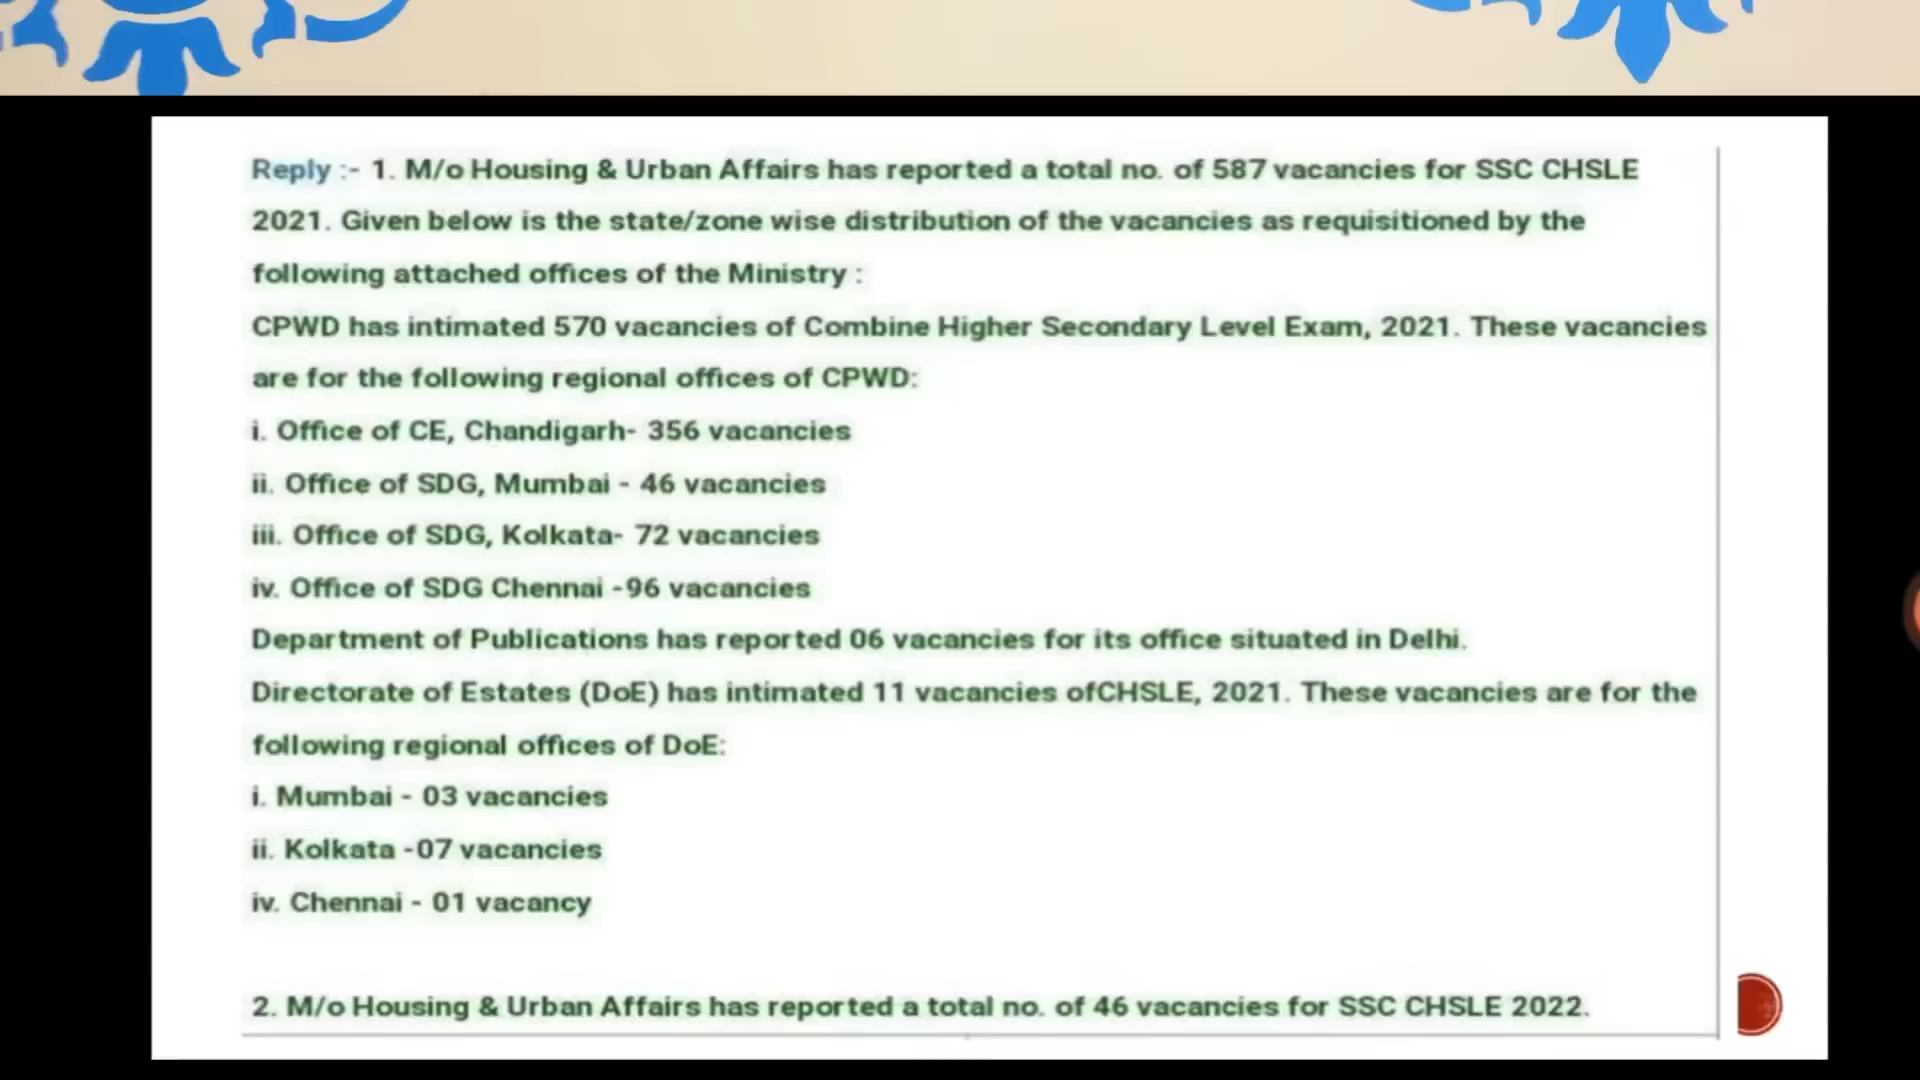 Reply :- 1. M/o Housing & Urban Affairs has reported a total no. of 587 vacancies for SSC CHSLE
2021. Given below is the state/zone wise distribution of the vacancies as requisitioned by the
following attached offices of the Ministry :
CPWD has intimated 570 vacancies of Combine Higher Secondary Level Exam, 2021. These vacancies
are for the following regional offices of CPWD:
i. Office of CE, Chandigarh- 356 vacancies
ii. Office of SDG, Mumbai - 46 vacancies
iii. Office of SDG, Kolkata- 72 vacancies
iv. Office of SDG Chennai -96 vacancies
Department of Publications has reported 06 vacancies for its office situated in Delhi.
Directorate of Estates (DoE) has intimated 11 vacancies ofCHSLE, 2021. These vacancies are for the
following regional offices of DoE:
i. Mumbai - 03 vacancies
ii. Kolkata -07 vacancies
iv. Chennai - 01 vacancy
2. M/o Housing & Urban Affairs has reported a total no. of 46 vacancies for SSC CHSLE 2022.